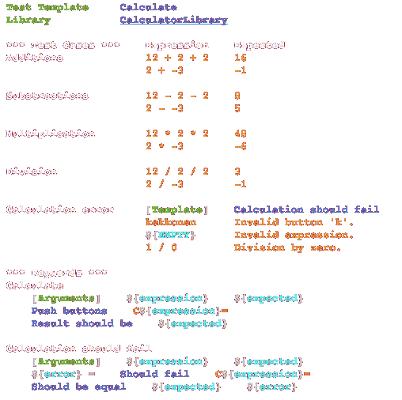 Test Template Calculate
Library CalculatorLibrary
*** Test Cases *** Expression Expected
Additions 12 + 2 + 2 16
2 + -3 -1
Substractions 12 - 2 - 2 8
2 - -3 5
Multiplication 12 * 2 * 2 48
2 * -3 -6
Division 12 / 2 / 2 3
2 / -3 -1
Calculation error [Template] Calculation should fail
kekkonen Invalid button 'k'.
${EMPTY} Invalid expression.
1 / 0 Division by zero.
*** Keywords ***
Calculate
[Arguments] ${expression} ${expected}
Push buttons C${expression}=
Result should be ${expected}
Calculation should fail
[Arguments] ${expression} ${expected}
${error} = Should fail C${expression}=
Should be equal ${expected} ${error}